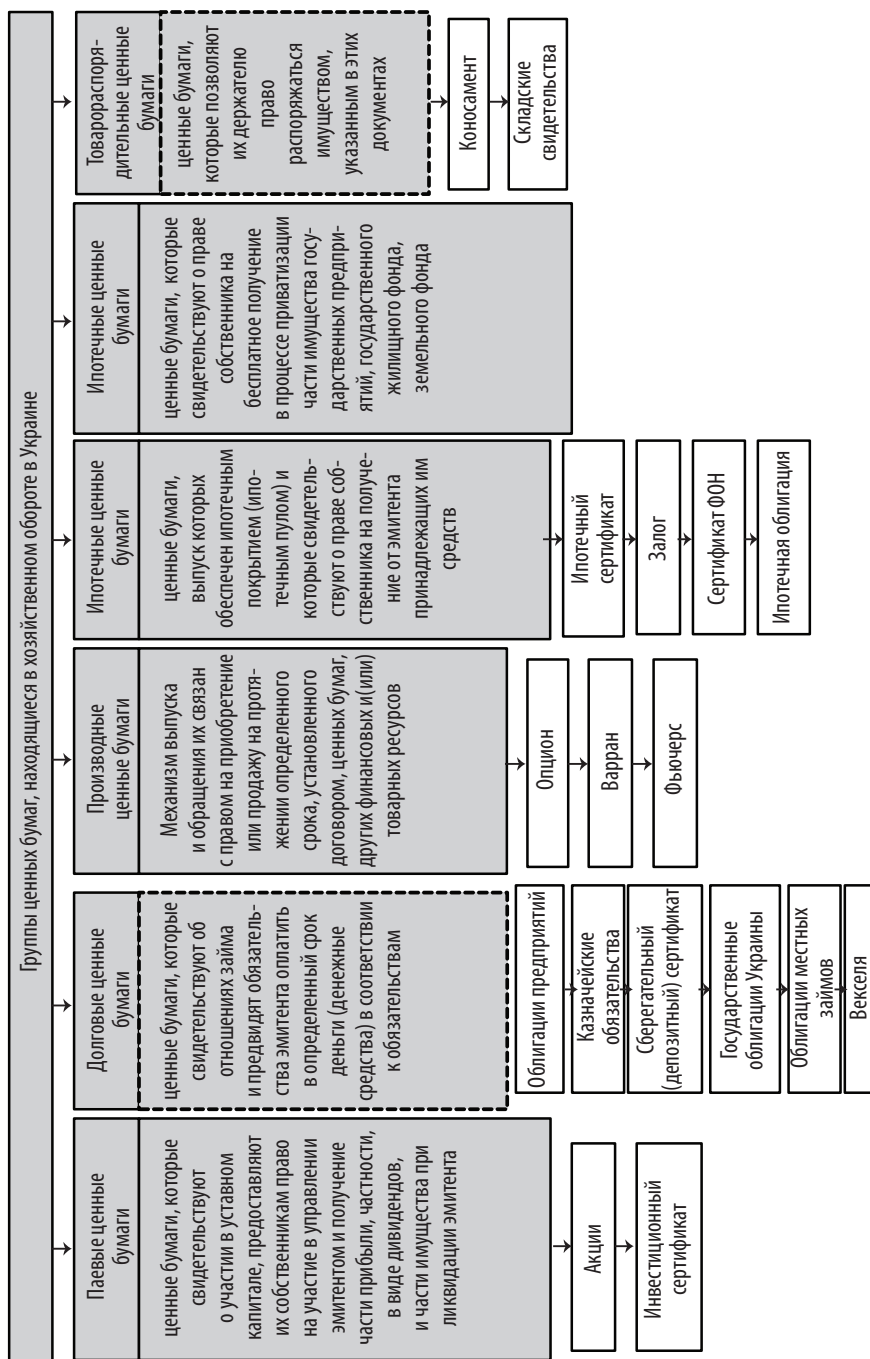 Группы ценных бумаг, находящиеся в хозяйственном обороте в Украине
Паевые ценные
бумаги
ценные бумаги, которые
свидетельствуют
о участии в уставном
капитале, предоставляют
их собственникам право
на участие в управлении
эмитентом и получение
части прибыли, частности,
в виде дивидендов,
и части имущества при
ликвидации эмитента
Акции
Инвестиционный
сертификат
Долговые ценные
бумаги
ценные бумаги, которые
свидетельствуют об
отношениях займа
и предвидят обязатель-
ства эмитента оплатить
в определенный срок
деньги (денежные
средства) в соответствии
к обязательствам
Облигации предприятий
Казначейские
обязательства
Сберегательный
(депозитный) сертификат
Государственные
облигации Украины
Облигации местных
займов
Векселя
Производные
ценные бумаги
Механизм выпуска
и обращения их связан
с правом на приобретение
или продажу на протя-
жении определенного
срока, установленного
договором, ценных бумаг,
других финансовых и(или)
товарных ресурсов
Опцион
Варран
Фьючерс
Ипотечные ценные
бумаги
ценные бумаги,
выпуск которых
обеспечен ипотечным
покрытием (ипо-
течным пулом) и
которые свидетель-
ствуют о праве соб-
ственника на получе-
ние от эмитента
принадлежащих им
средств
Ипотечный
сертификат
Залог
Сертификат ФОН
Ипотечная облигация
Ипотечные ценные
бумаги
ценные бумаги, которые
свидетельствуют о праве
собственника на
бесплатное получение
в процессе приватизации
части имущества госу-
дарственных предпри-
ятий, государственного
жилищного фонда,
земельного фонда
Товарораспоря-
дительные ценные
бумаги
ценные бумаги,
которые позволяют
их держателю
право
распоряжаться
имуществом,
указанным в этих
документах
Коносамент
Складские
свидетельства